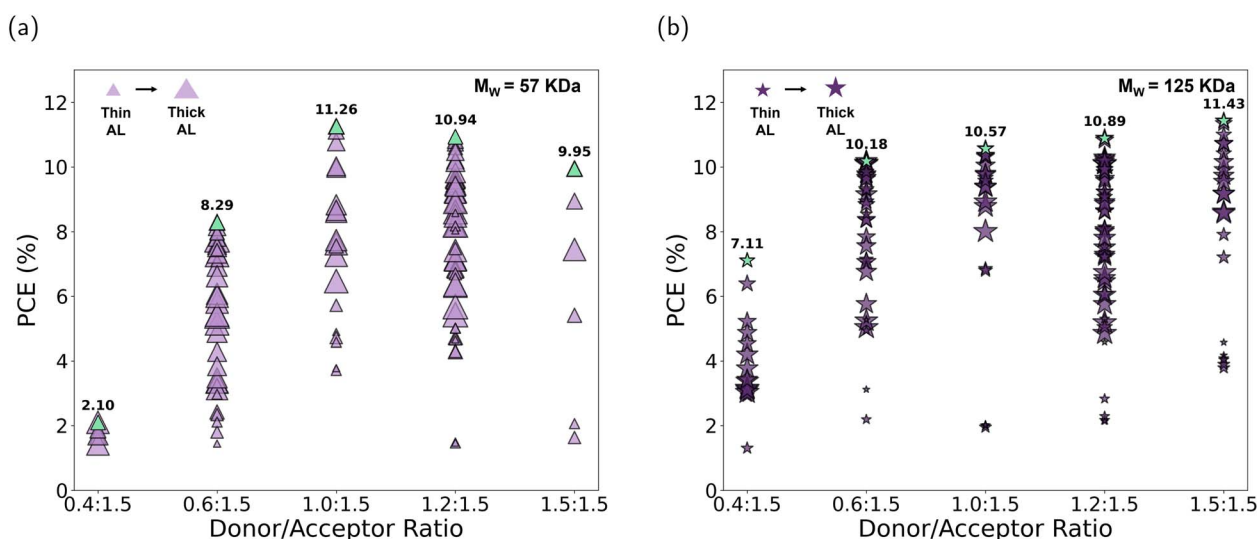 (a)
(b)
Thin AL
Thick AL
M_W = 57 KDa
11.26
10.94
9.95
8.29
2.10
PCE (%)
12
10
8
6
4
2
0
0.4:1.5 0.6:1.5 1.0:1.5 1.2:1.5 1.5:1.5
Donor/Acceptor Ratio
Thin AL
Thick AL
M_W = 125 KDa
11.43
10.89
10.57
10.18
7.11
PCE (%)
12
10
8
6
4
2
0
0.4:1.5 0.6:1.5 1.0:1.5 1.2:1.5 1.5:1.5
Donor/Acceptor Ratio